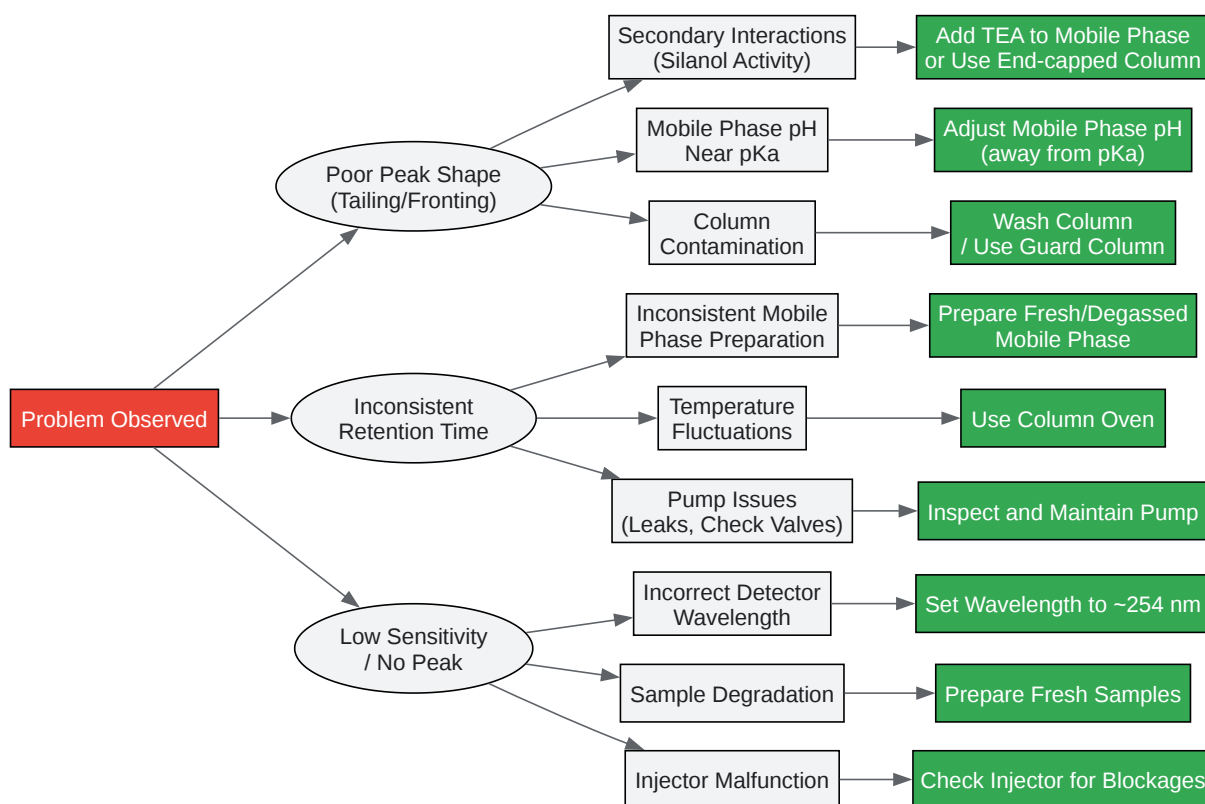 Secondary Interactions
(Silanol Activity)
Add TEA to Mobile Phase
or Use End-capped Column
Mobile Phase pH
Near pKa
Adjust Mobile Phase pH
(away from pKa)
Poor Peak Shape
(Tailing/Fronting)
Column
Contamination
Wash Column
/ Use Guard Column
Inconsistent Mobile
Phase Preparation
Prepare Fresh/Degassed
Mobile Phase
Problem Observed
Inconsistent
Retention Time
Temperature
Fluctuations
Use Column Oven
Pump Issues
(Leaks, Check Valves)
Inspect and Maintain Pump
Incorrect Detector
Wavelength
Set Wavelength to ~254 nm
Low Sensitivity
/ No Peak
Sample Degradation
Prepare Fresh Samples
Injector Malfunction
Check Injector for Blockages